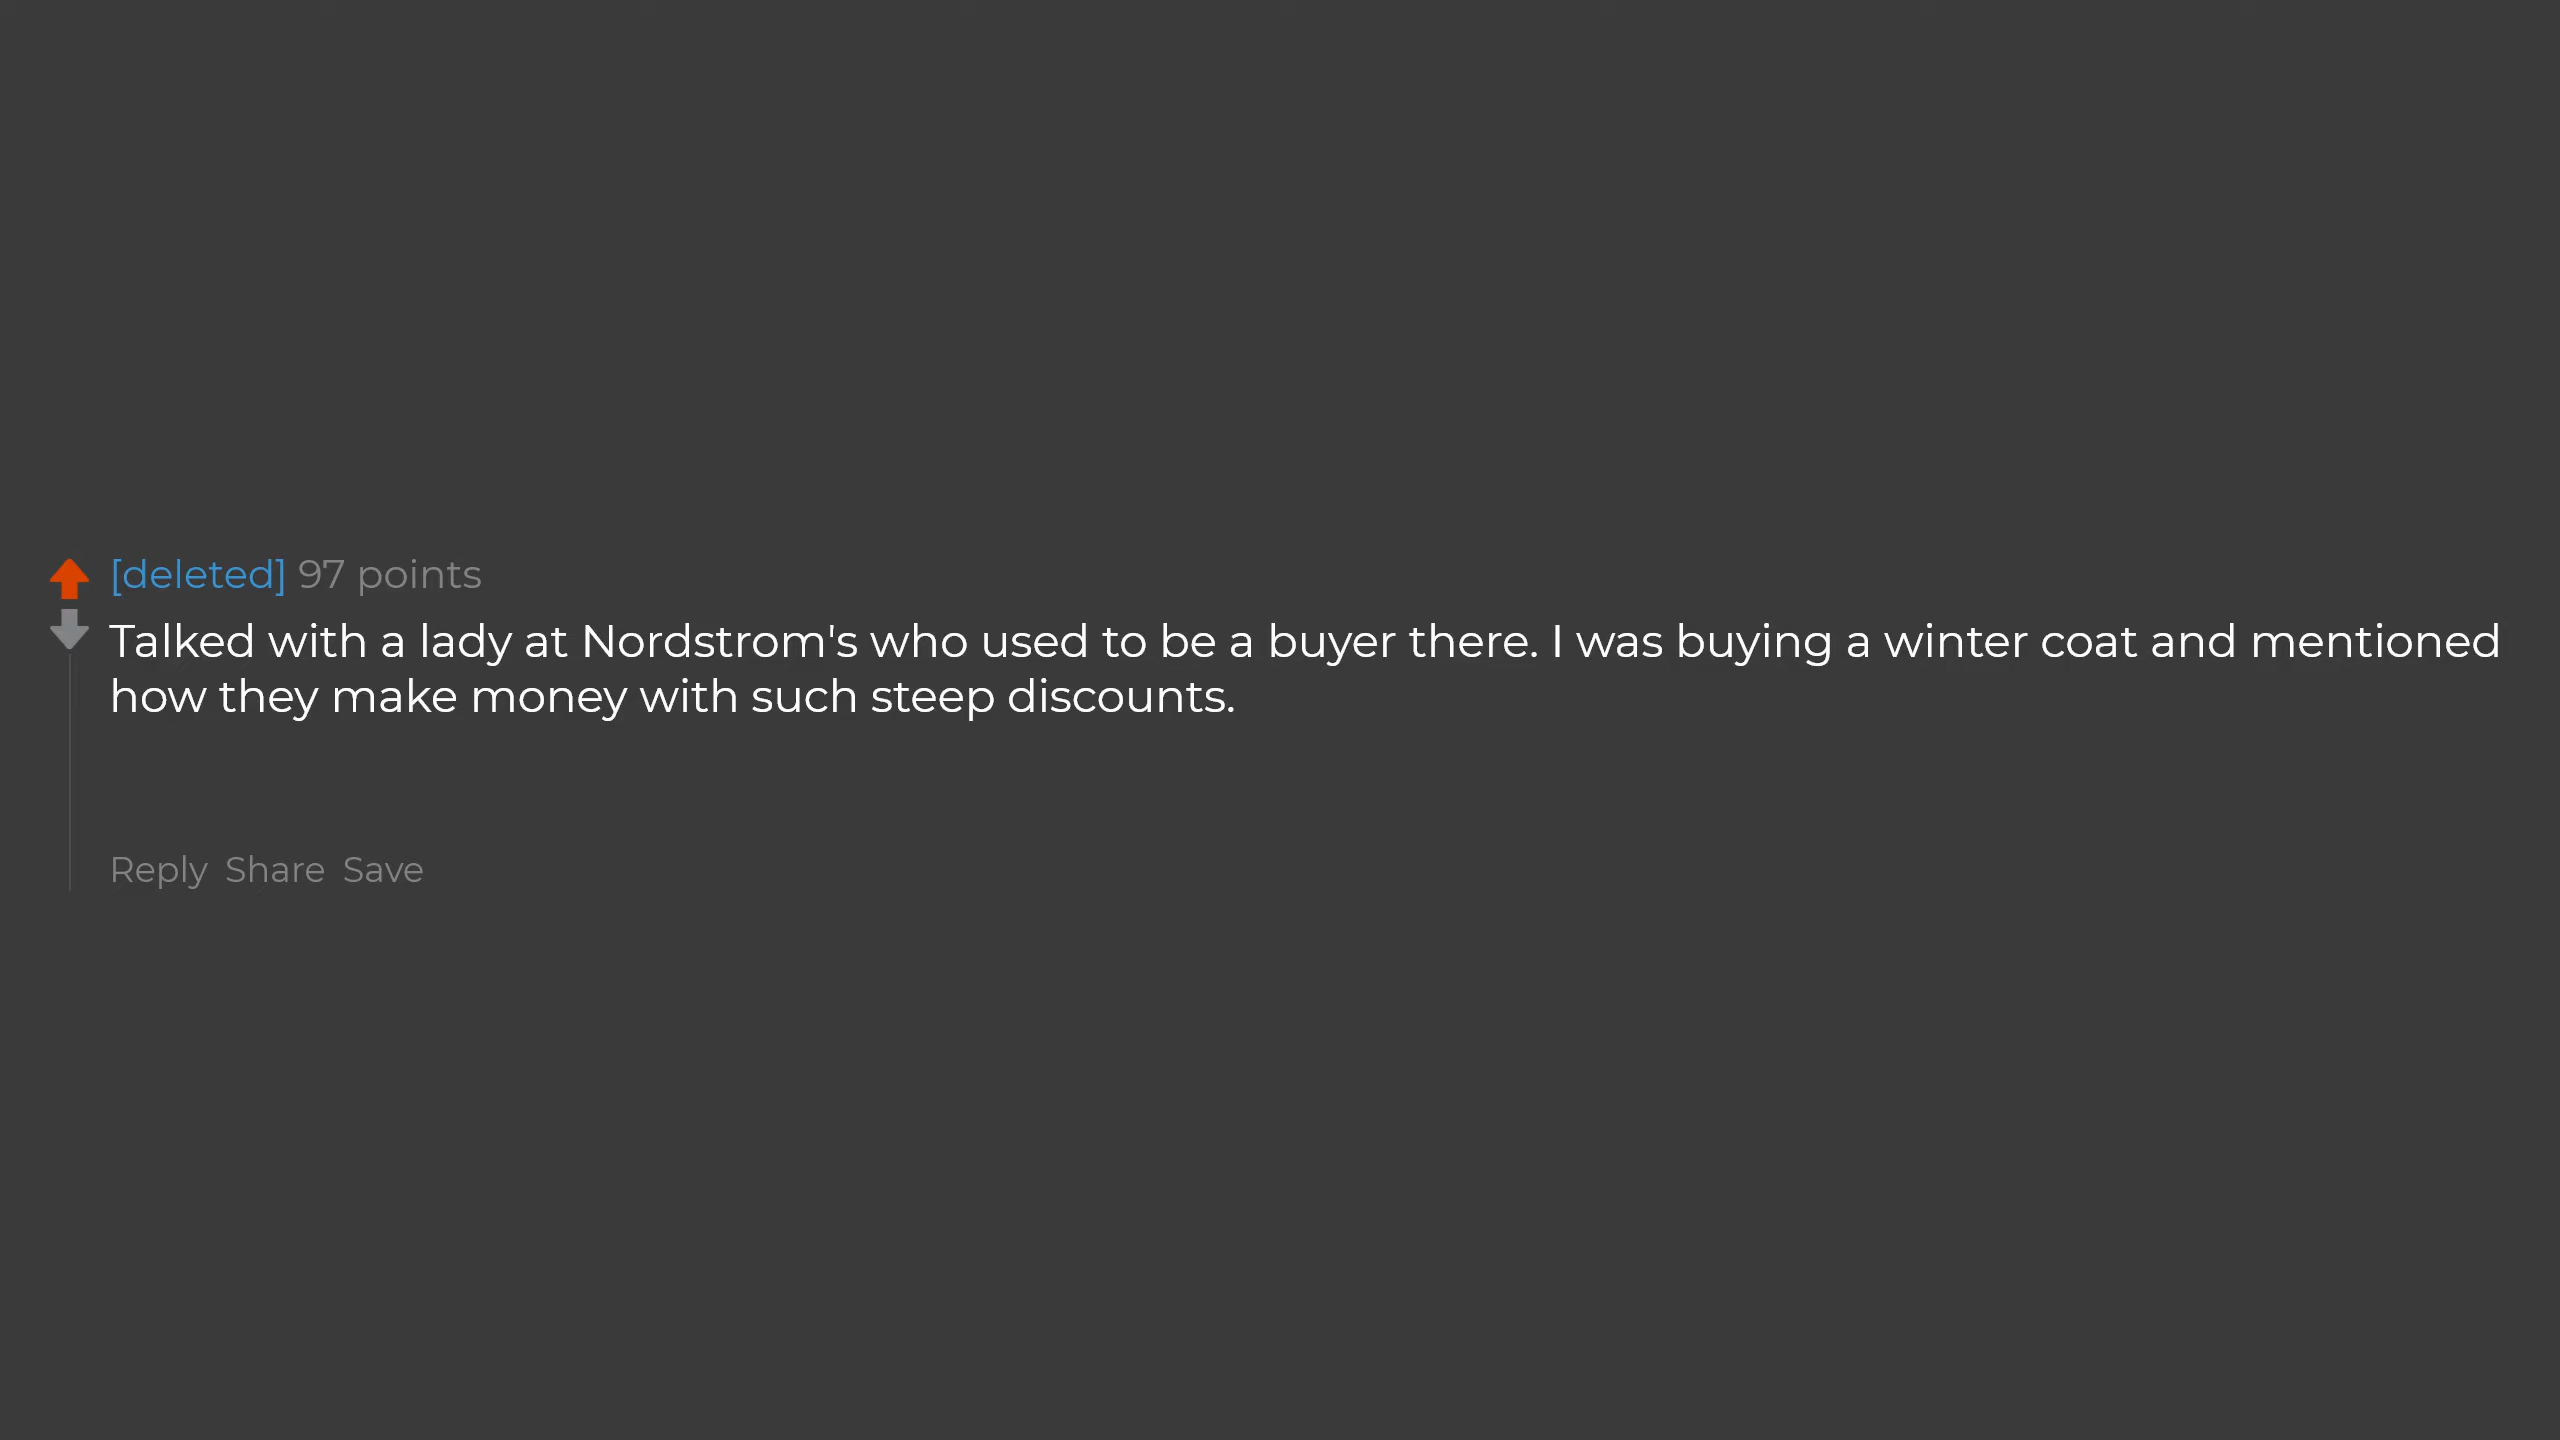 [deleted] 97 points
Talked with a lady at Nordstrom's who used to be a buyer there. I was buying a winter coat and mentioned
how they make money with such steep discounts.
Reply Share Save